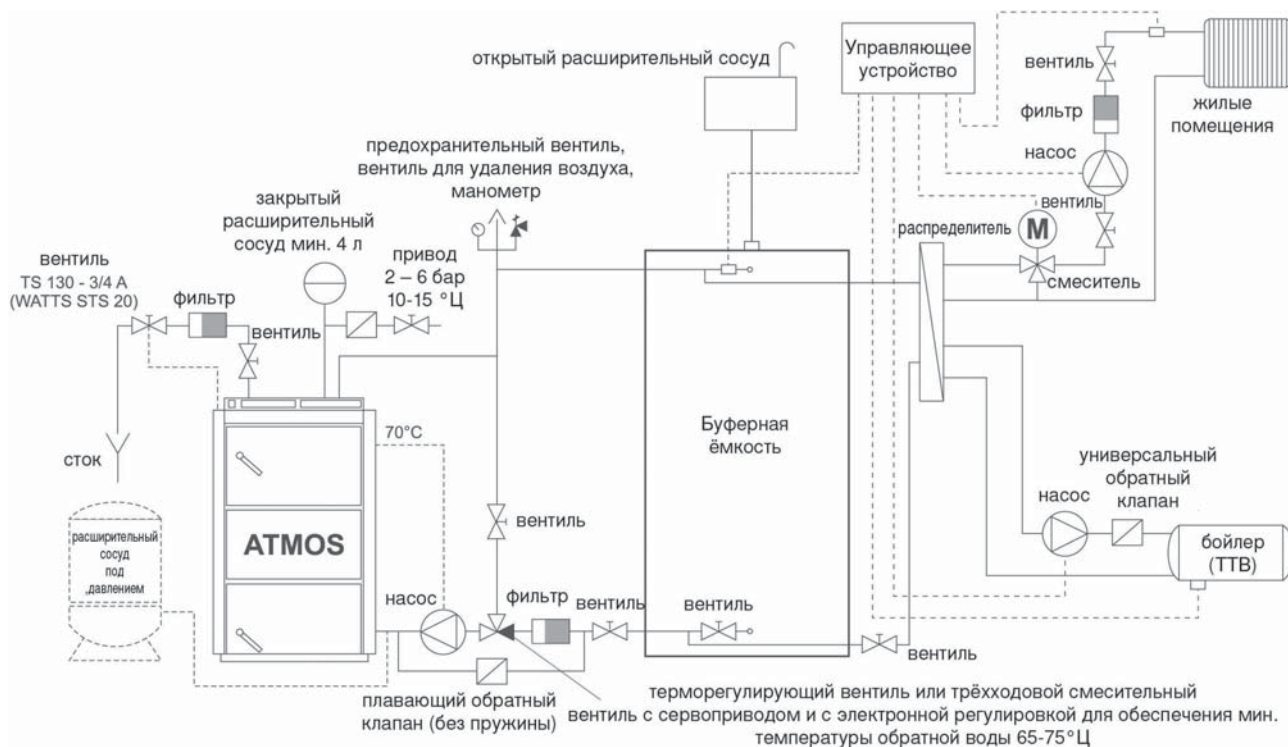 открытый расширительный сосуд
Управляющее
устройство
вентиль
фильтр
жилые
помещения
насос
предохранительный вентиль,
вентиль для удаления воздуха,
манометр
закрытый
расширительный
сосуд мин. 4 л
привод
2 – 6 бар
10-15 °Ц
вентиль
распределитель
М
смеситель
вентиль
TS 130 - 3/4 A
(WATTS STS 20)
фильтр
вентиль
70°C
сток
Буферная
ёмкость
универсальный
обратный
клапан
насос
бойлер
(ТТВ)
расширительный
сосуд
под
,давлением
ATMOS
вентиль
насос
фильтр
вентиль
вентиль
вентиль
плавающий обратный
клапан (без пружины)
терморегулирующий вентиль или трёхходовой смесительный
вентиль с сервоприводом и с электронной регулировкой для обеспечения мин.
температуры обратной воды 65-75°Ц